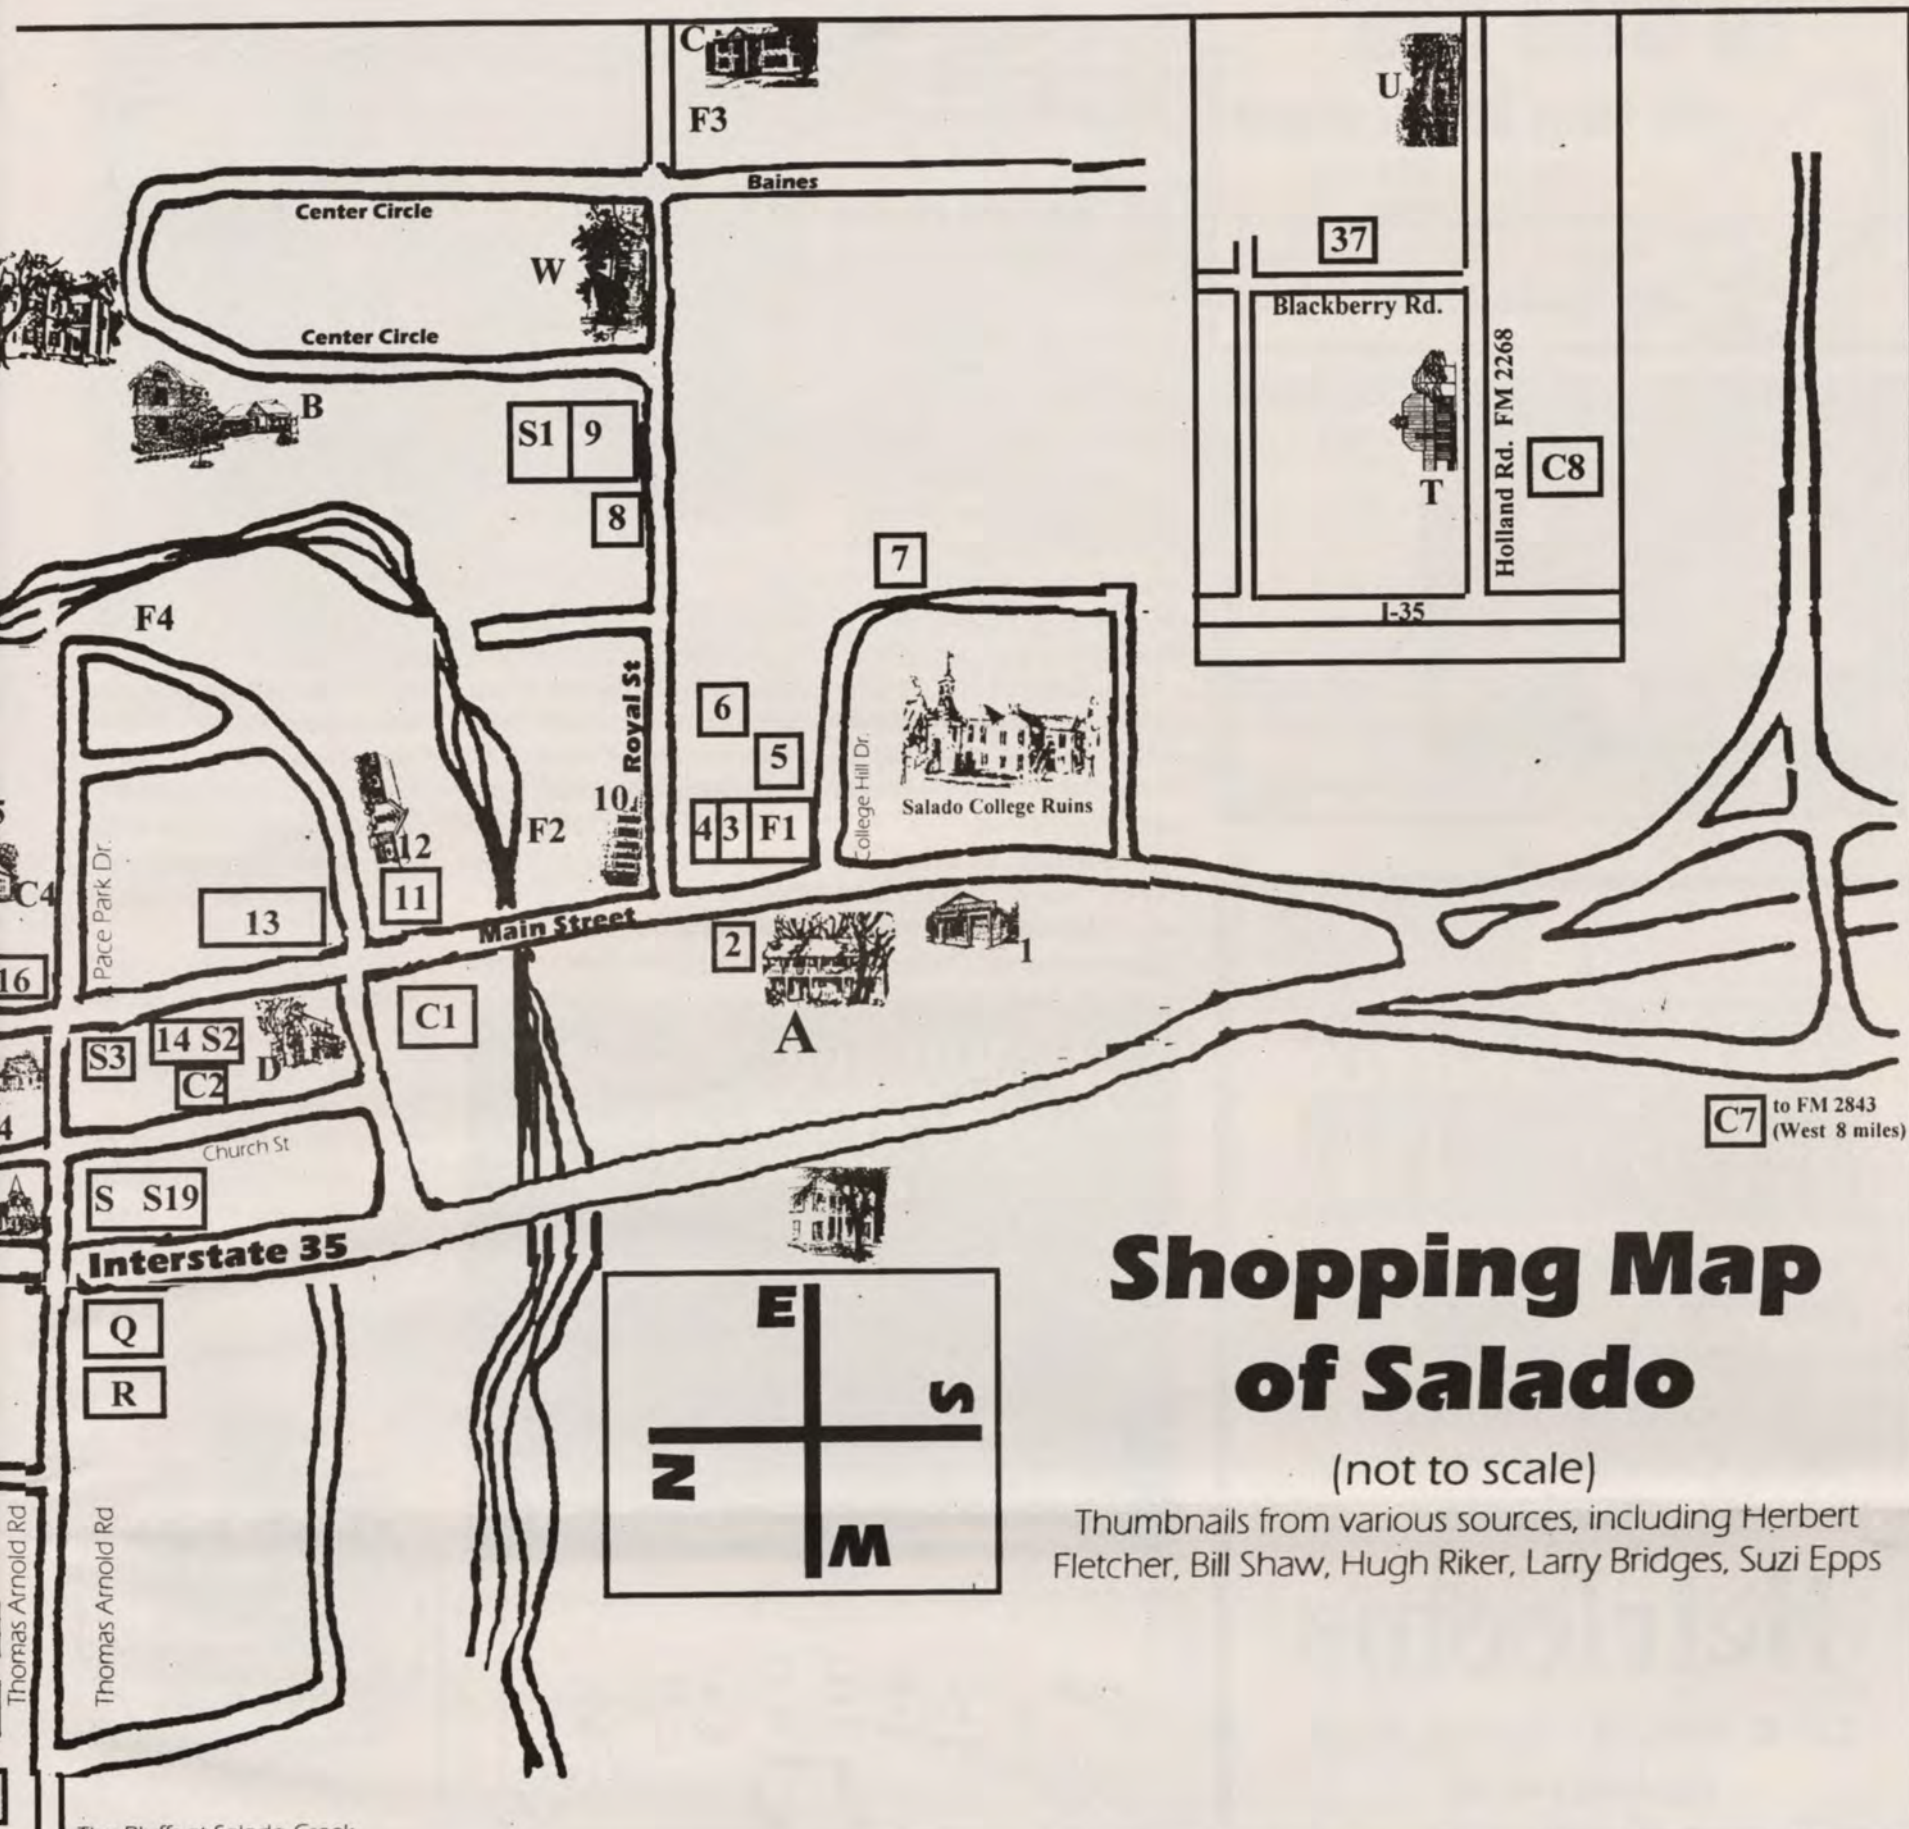 C
F3
U
Baines
Center Circle
W
37
Blackberry Rd.
Center Circle
B
S1 9
8
Holland Rd. FM 2268
C8
T
7
I-35
F4
Royal St
6
5
College Hill Dr.
Salado College Ruins
10
4 3 F1
F2
12
11
C4
Pace Park Dr.
13
Main Street
2
1
A
16
C1
14 S2
S3
D
C2
4
Church St
C7
to FM 2843
(West 8 miles)
S S19
Interstate 35
Q
R
E
S
N
W
Shopping Map
of Salado
(not to scale)
Thumbnails from various sources, including Herbert
Fletcher, Bill Shaw, Hugh Riker, Larry Bridges, Suzi Epps
Thomas Arnold Rd
Thomas Arnold Rd